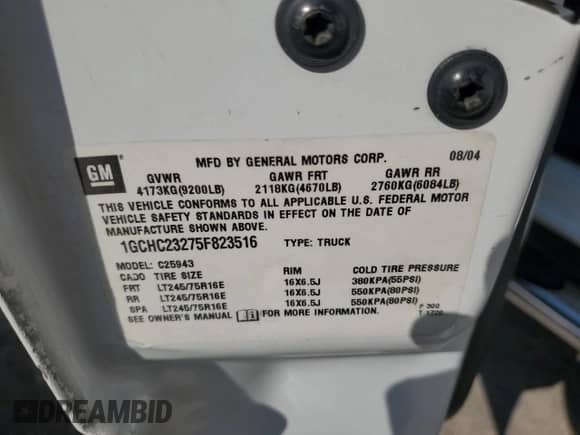 GM
MFD BY GENERAL MOTORS CORP. 08/04
GVWR GAWR FRT GAWR RR
4173KG(9200LB) 2118KG(4670LB) 2760KG(6084LB)
THIS VEHICLE CONFORMS TO ALL APPLICABLE U.S. FEDERAL MOTOR
VEHICLE SAFETY STANDARDS IN EFFECT ON THE DATE OF
MANUFACTURE SHOWN ABOVE.
1GCHC23275F823516 TYPE: TRUCK
MODEL: C25943
CADO TIRE SIZE RIM COLD TIRE PRESSURE
FRT LT245/75R16E 16X6.5J 380KPA(55PSI)
RR LT245/75R16E 16X6.5J 550KPA(80PSI)
SPA LT245/75R16E 16X6.5J 550KPA(80PSI)
SEE OWNER'S MANUAL FOR MORE INFORMATION. F 300
T 1226
DREAMBID